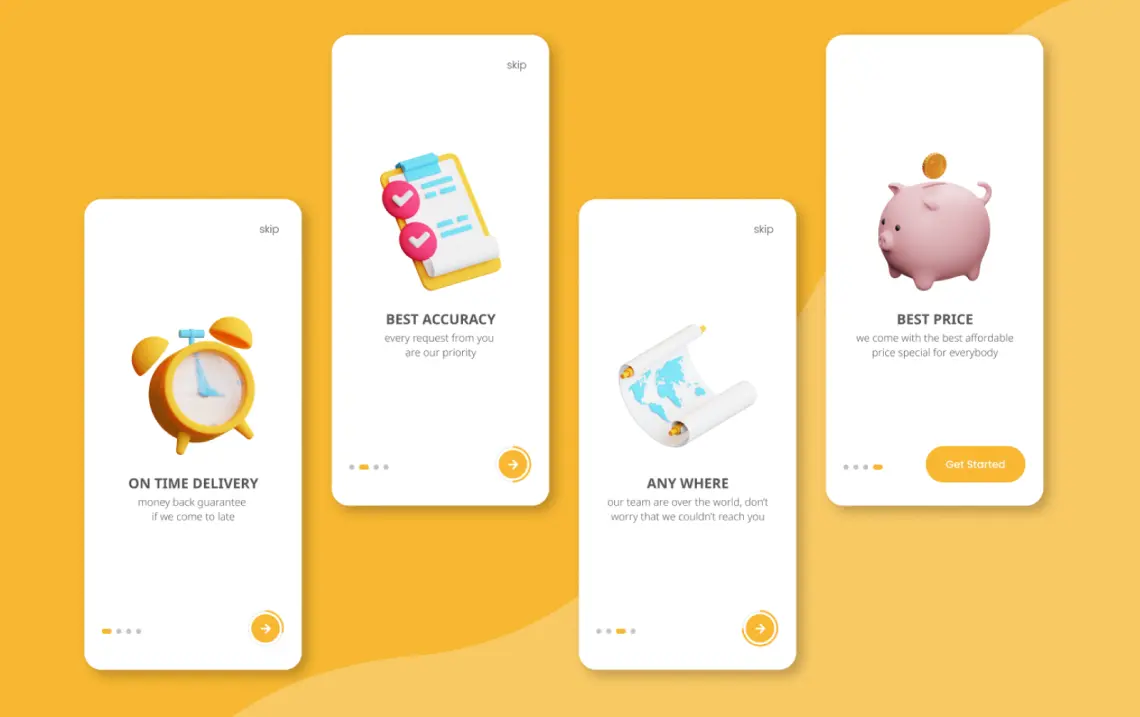 skip
ON TIME DELIVERY
money back guarantee
if we come to late
skip
BEST ACCURACY
every request from you
are our priority
skip
ANY WHERE
our team are over the world, don't
worry that we couldn't reach you
BEST PRICE
we come with the best affordable
price special for everybody
Get Started